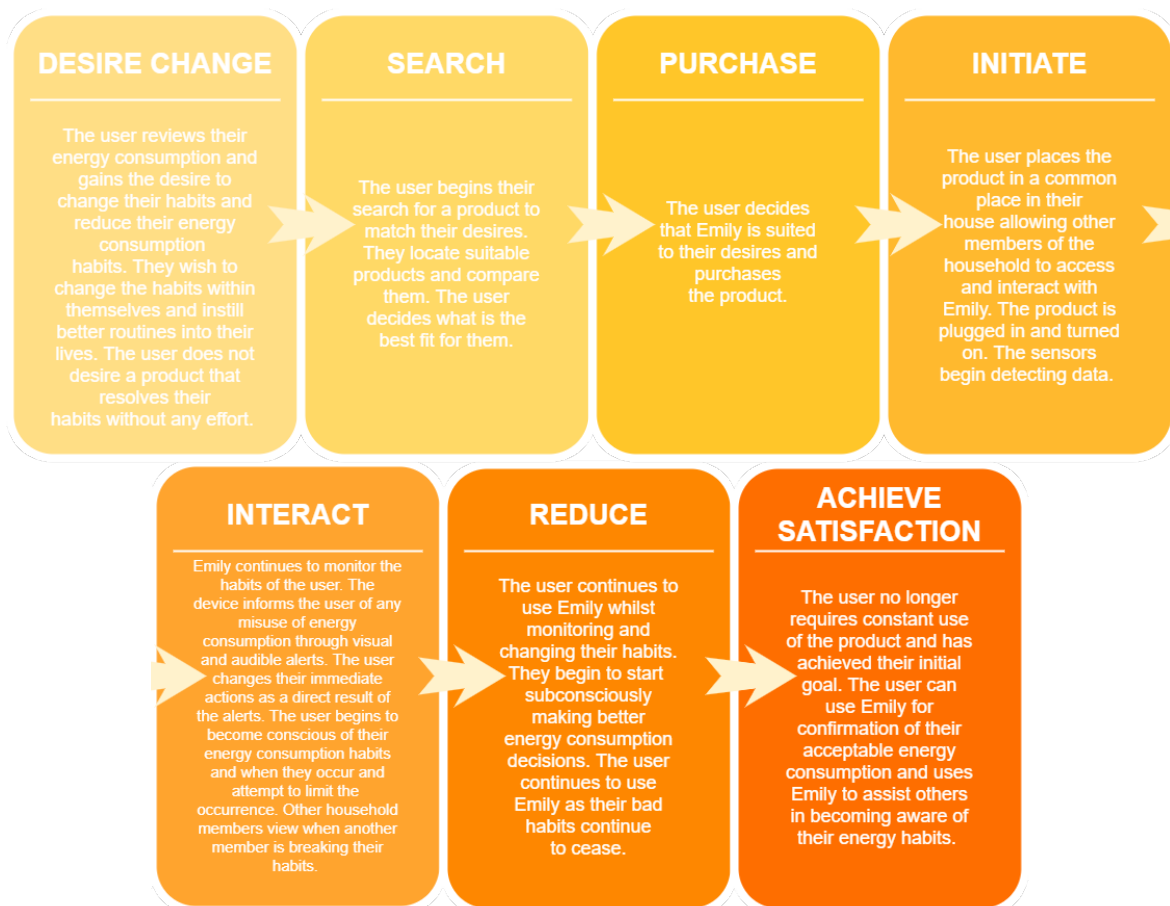 DESIRE CHANGE
The user reviews their
energy consumption and
gains the desire to
change their habits and
reduce their energy
consumption
habits. They wish to
change the habits within
themselves and instill
better routines into their
lives. The user does not
desire a product that
resolves their
habits without any effort.
SEARCH
The user begins their
search for a product to
match their desires.
They locate suitable
products and compare
them. The user
decides what is the
best fit for them.
PURCHASE
The user decides
that Emily is suited
to their desires and
purchases
the product.
INITIATE
The user places the
product in a common
place in their
house allowing other
members of the
household to access
and interact with
Emily. The product is
plugged in and turned
on. The sensors
begin detecting data.
INTERACT
Emily continues to monitor the
habits of the user. The
device informs the user of any
misuse of energy
consumption through visual
and audible alerts. The user
changes their immediate
actions as a direct result of
the alerts. The user begins to
become conscious of their
energy consumption habits
and when they occur and
attempt to limit the
occurrence. Other household
members view when another
member is breaking their
habits.
REDUCE
The user continues to
use Emily whilst
monitoring and
changing their habits.
They begin to start
subconsciously
making better
energy consumption
decisions. The user
continues to use
Emily as their bad
habits continue
to cease.
ACHIEVE
SATISFACTION
The user no longer
requires constant use
of the product and has
achieved their initial
goal. The user can
use Emily for
confirmation of their
acceptable energy
consumption and uses
Emily to assist others
in becoming aware of
their energy habits.